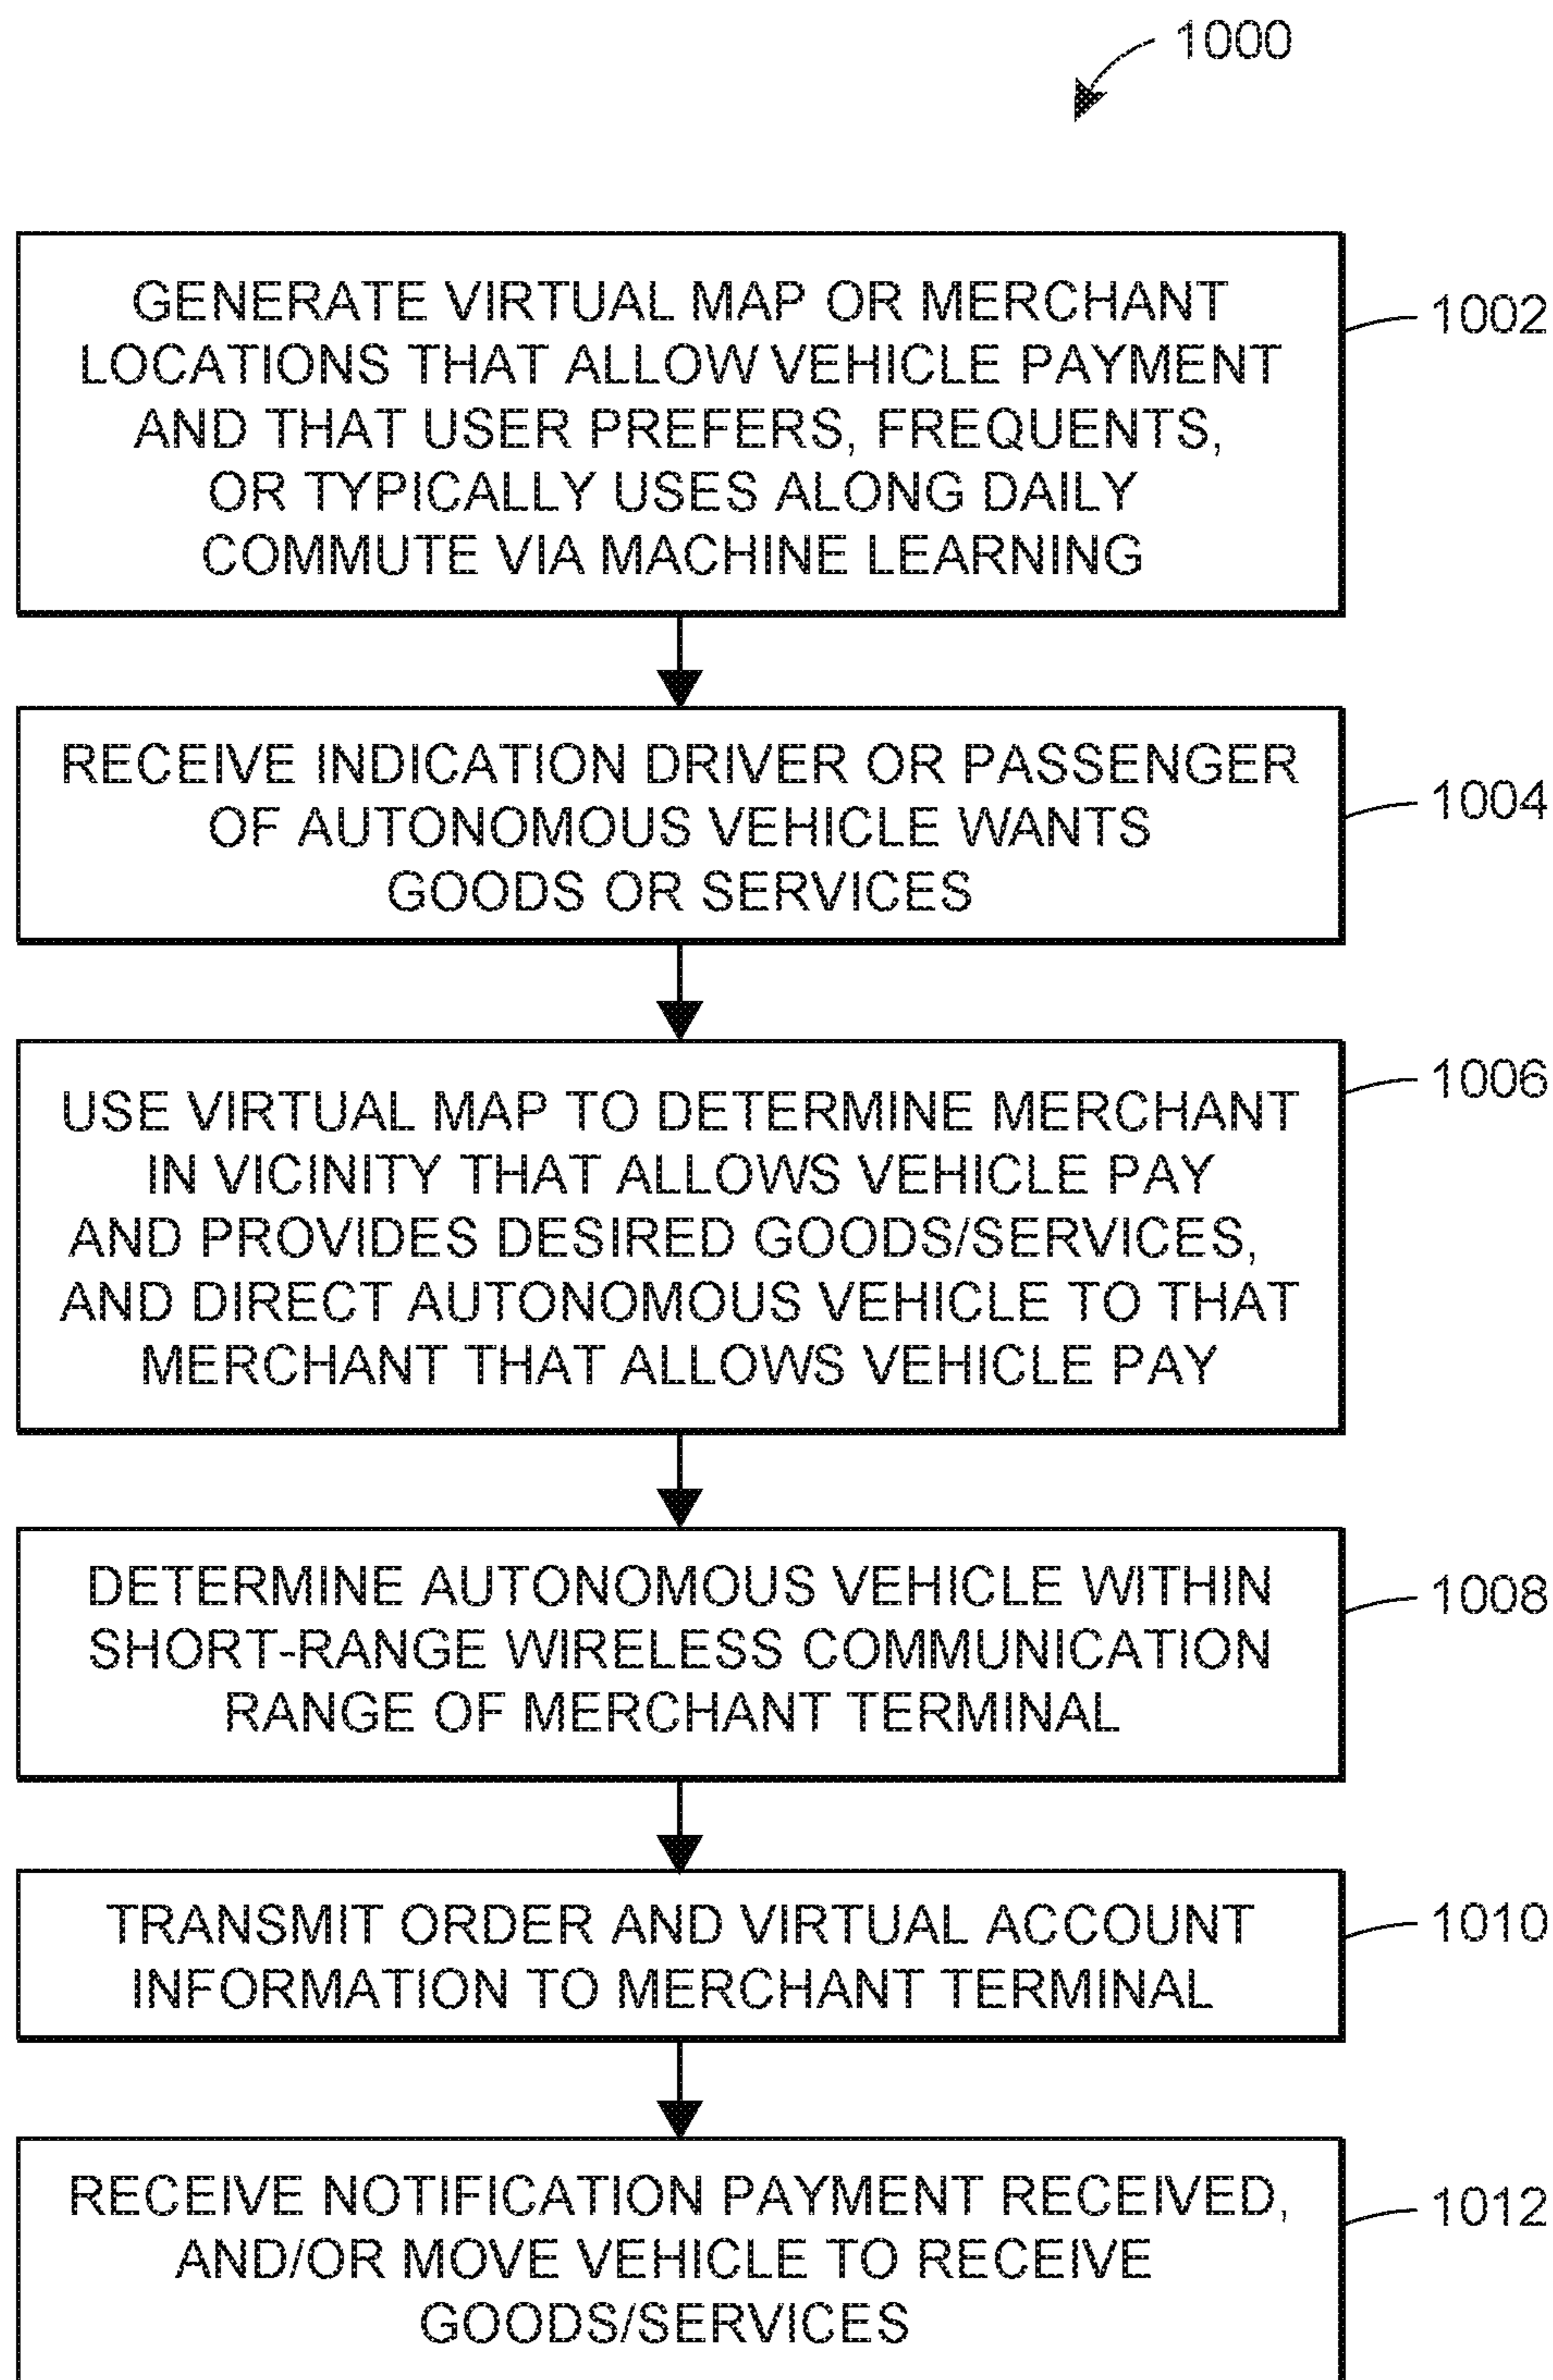 1000
GENERATE VIRTUAL MAP OR MERCHANT
LOCATIONS THAT ALLOW VEHICLE PAYMENT
AND THAT USER PREFERS, FREQUENTS,
OR TYPICALLY USES ALONG DAILY
COMMUTE VIA MACHINE LEARNING
1002
RECEIVE INDICATION DRIVER OR PASSENGER
OF AUTONOMOUS VEHICLE WANTS
GOODS OR SERVICES
1004
USE VIRTUAL MAP TO DETERMINE MERCHANT
IN VICINITY THAT ALLOWS VEHICLE PAY
AND PROVIDES DESIRED GOODS/SERVICES,
AND DIRECT AUTONOMOUS VEHICLE TO THAT
MERCHANT THAT ALLOWS VEHICLE PAY
1006
DETERMINE AUTONOMOUS VEHICLE WITHIN
SHORT-RANGE WIRELESS COMMUNICATION
RANGE OF MERCHANT TERMINAL
1008
TRANSMIT ORDER AND VIRTUAL ACCOUNT
INFORMATION TO MERCHANT TERMINAL
1010
RECEIVE NOTIFICATION PAYMENT RECEIVED,
AND/OR MOVE VEHICLE TO RECEIVE
GOODS/SERVICES
1012